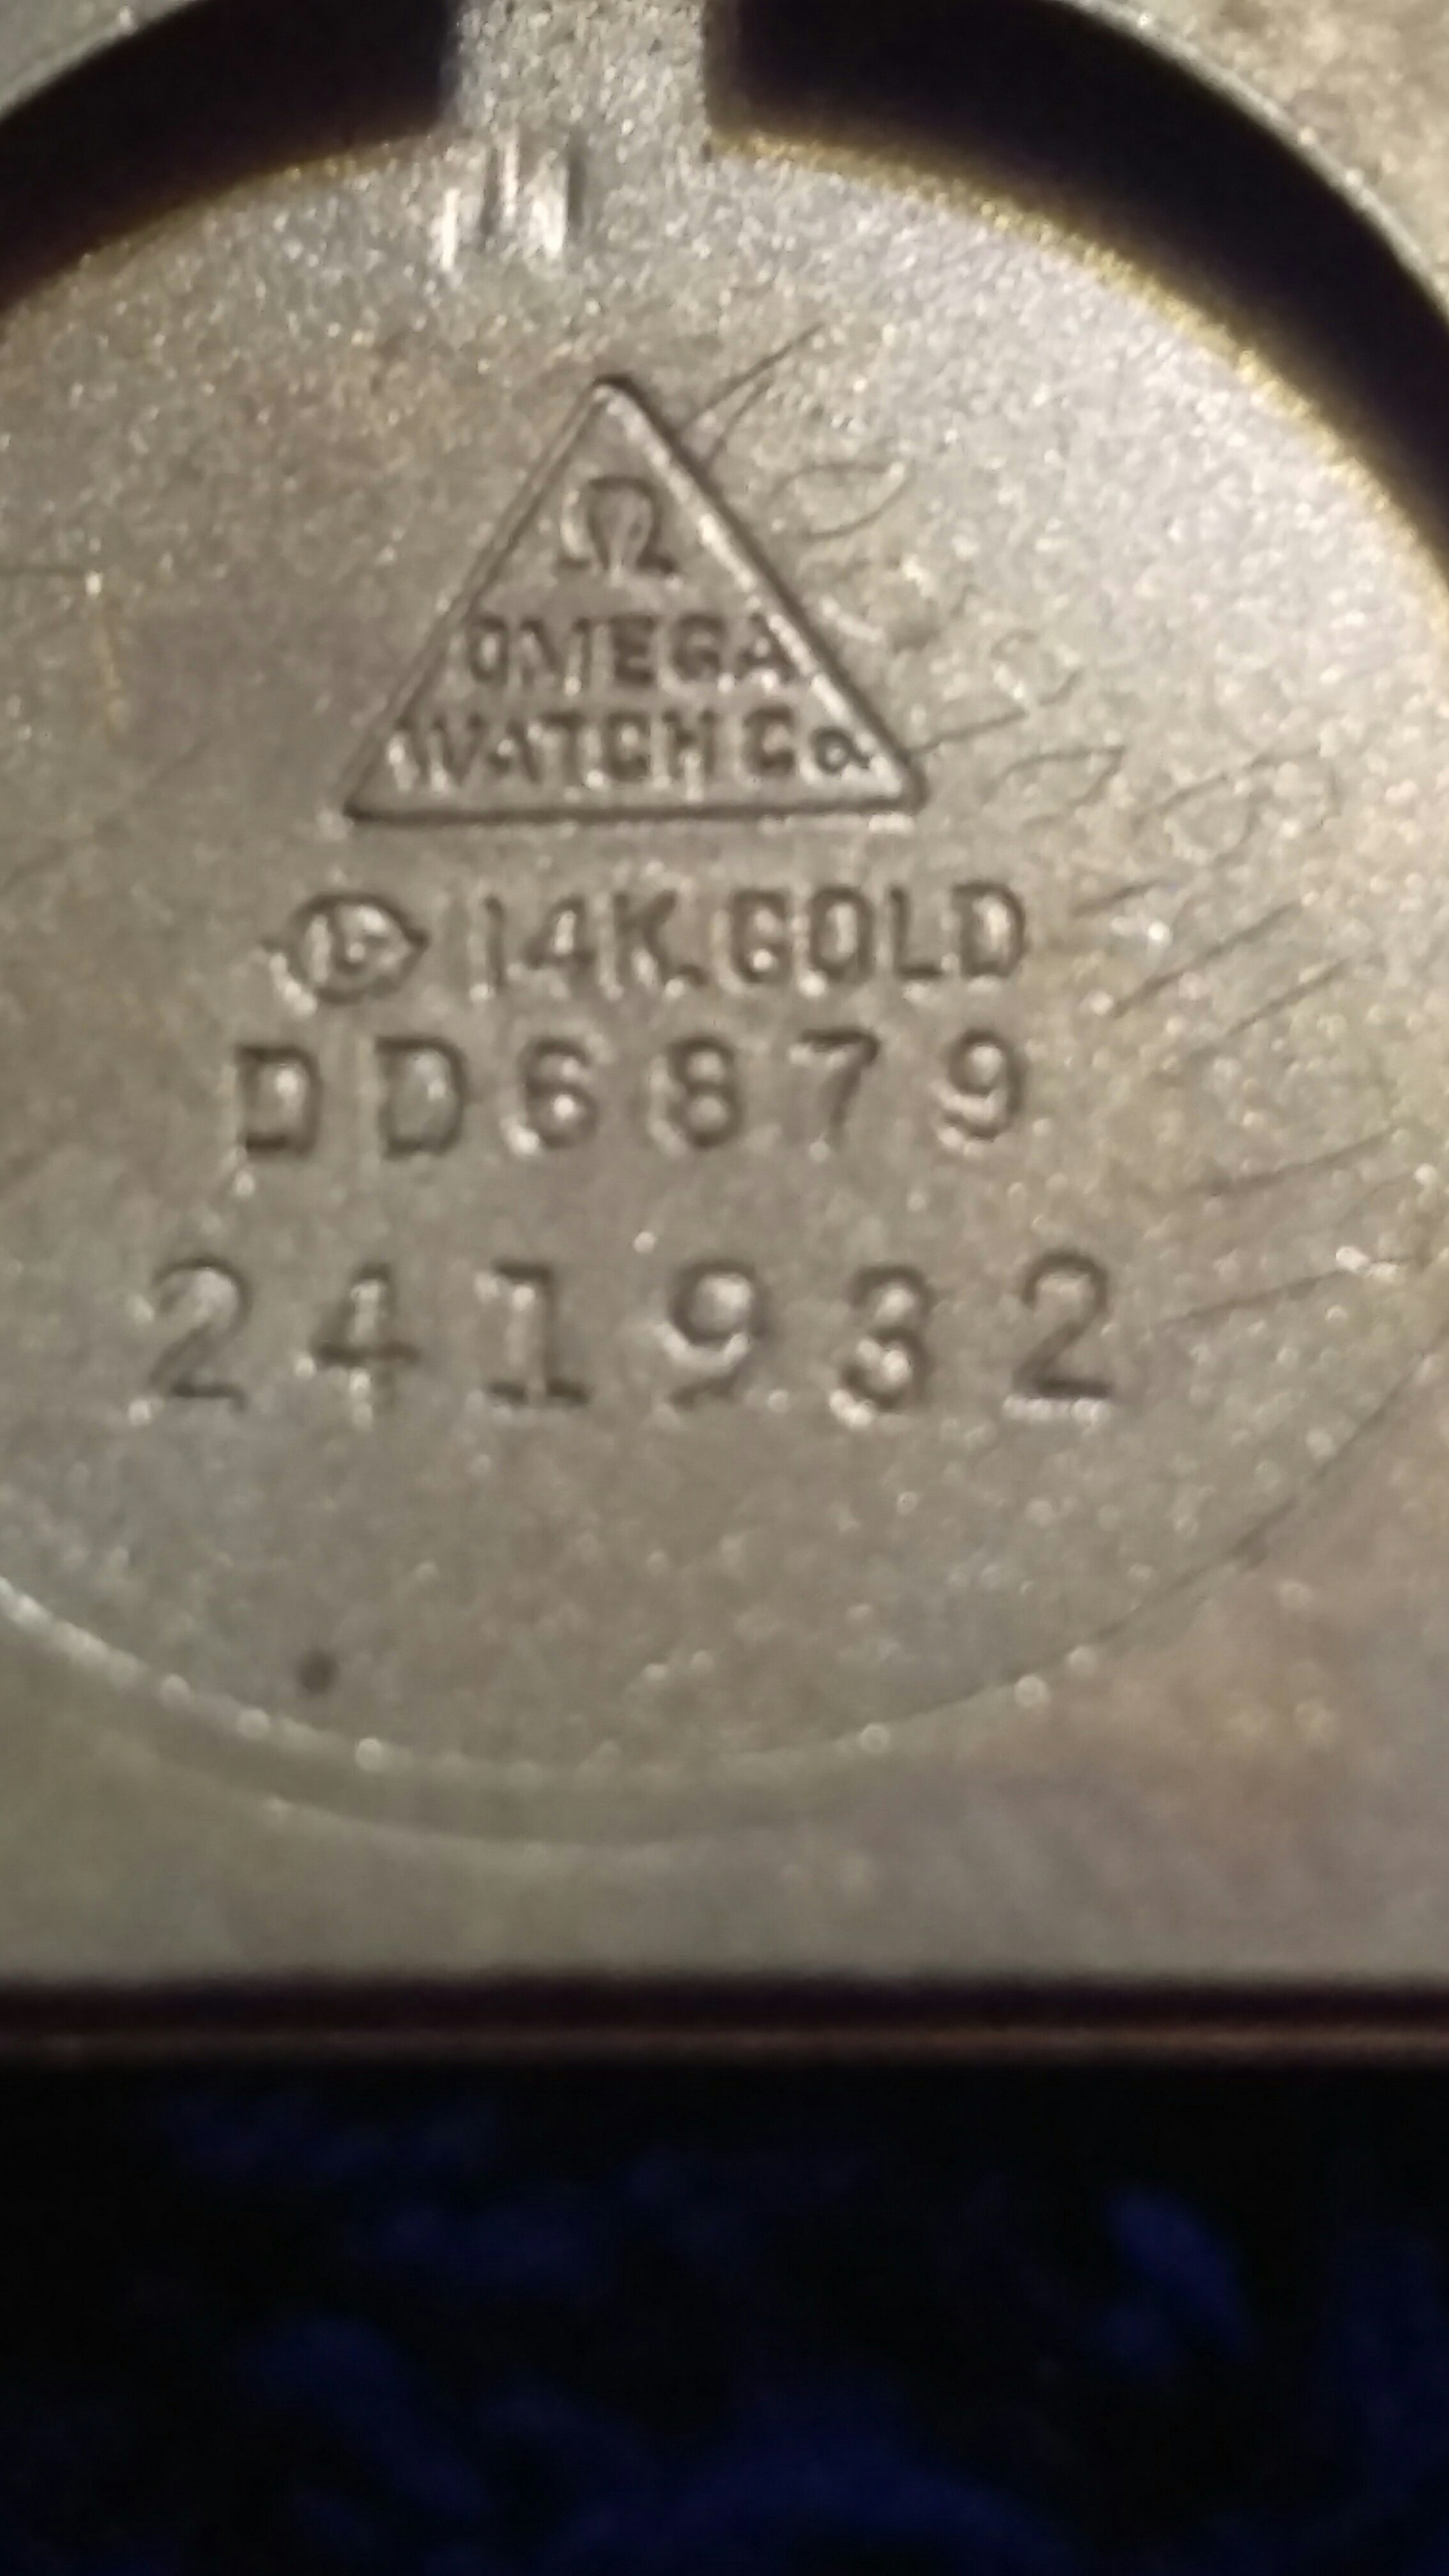 Ω
OMEGA
WATCH Co
14K.GOLD
DD6879
241932